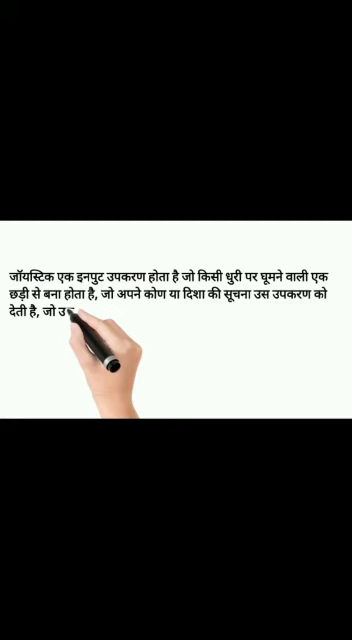 जॉयस्टिक एक इनपुट उपकरण होता है जो किसी धुरी पर घूमने वाली एक
छड़ी से बना होता है, जो अपने कोण या दिशा की सूचना उस उपकरण को
देती है, जो